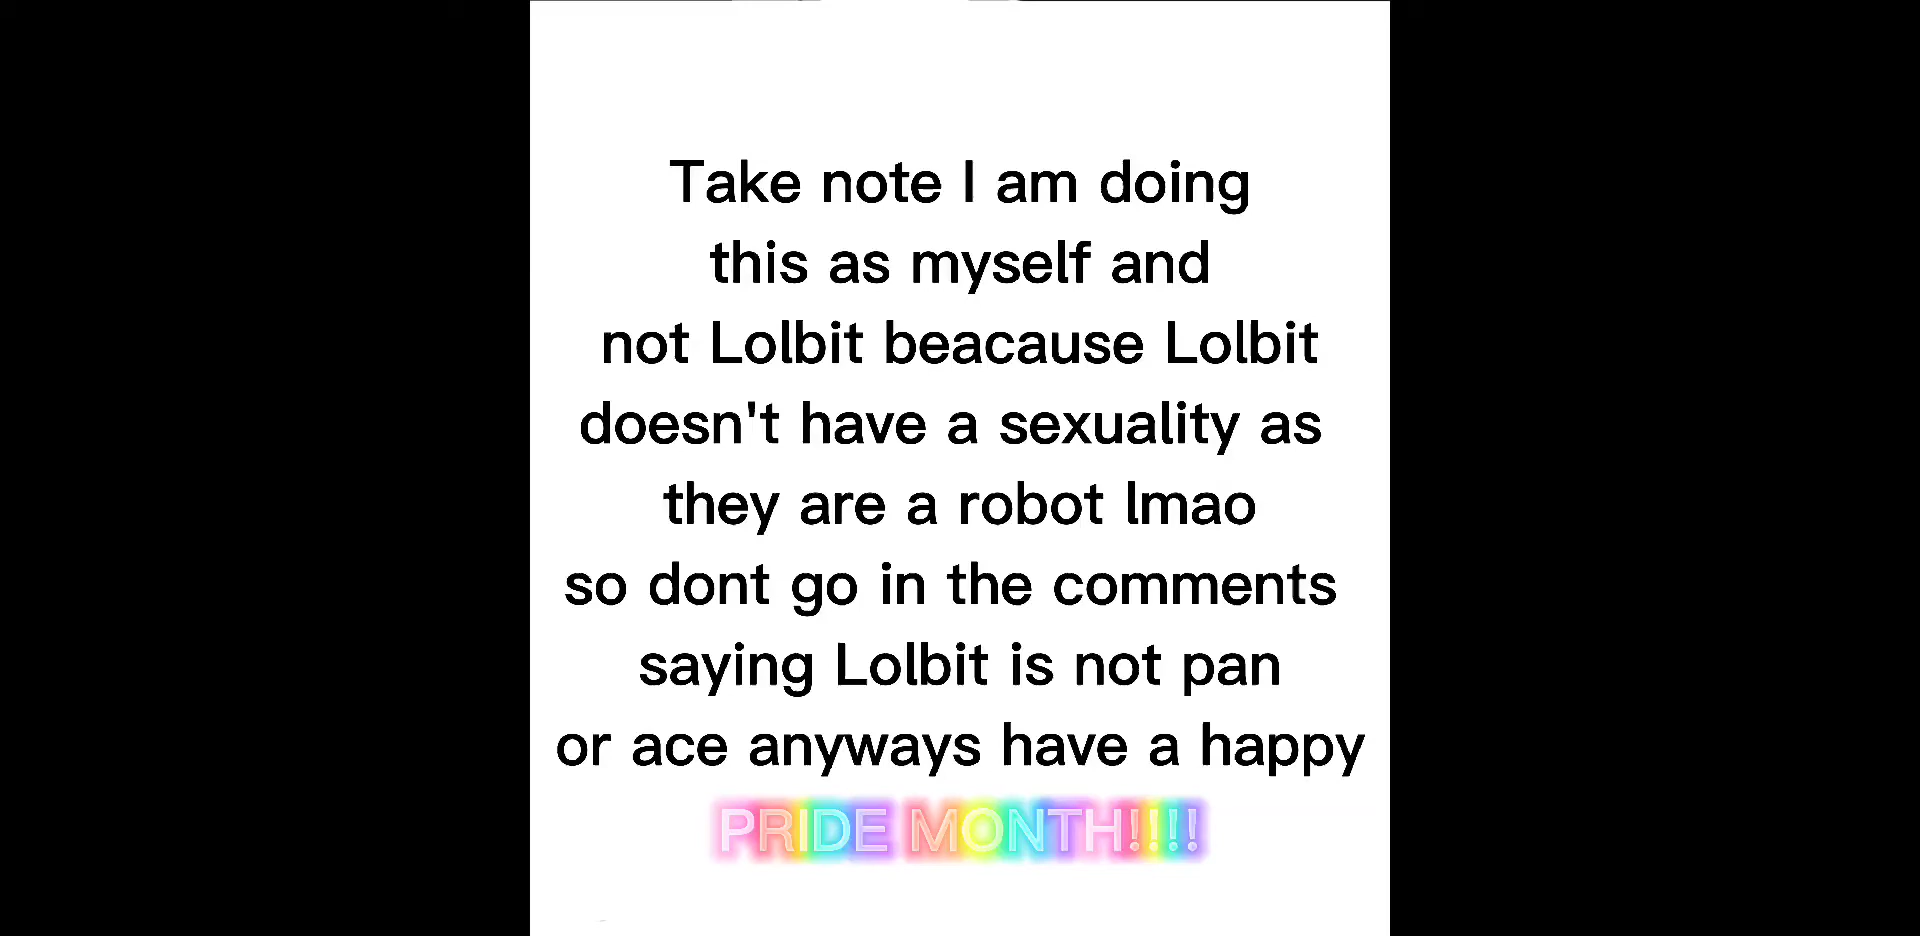 Take note I am doing
this as myself and
not Lolbit beacause Lolbit
doesn't have a sexuality as
they are a robot lmao
so dont go in the comments
saying Lolbit is not pan
or ace anyways have a happy
PRIDE MONTH!!!!